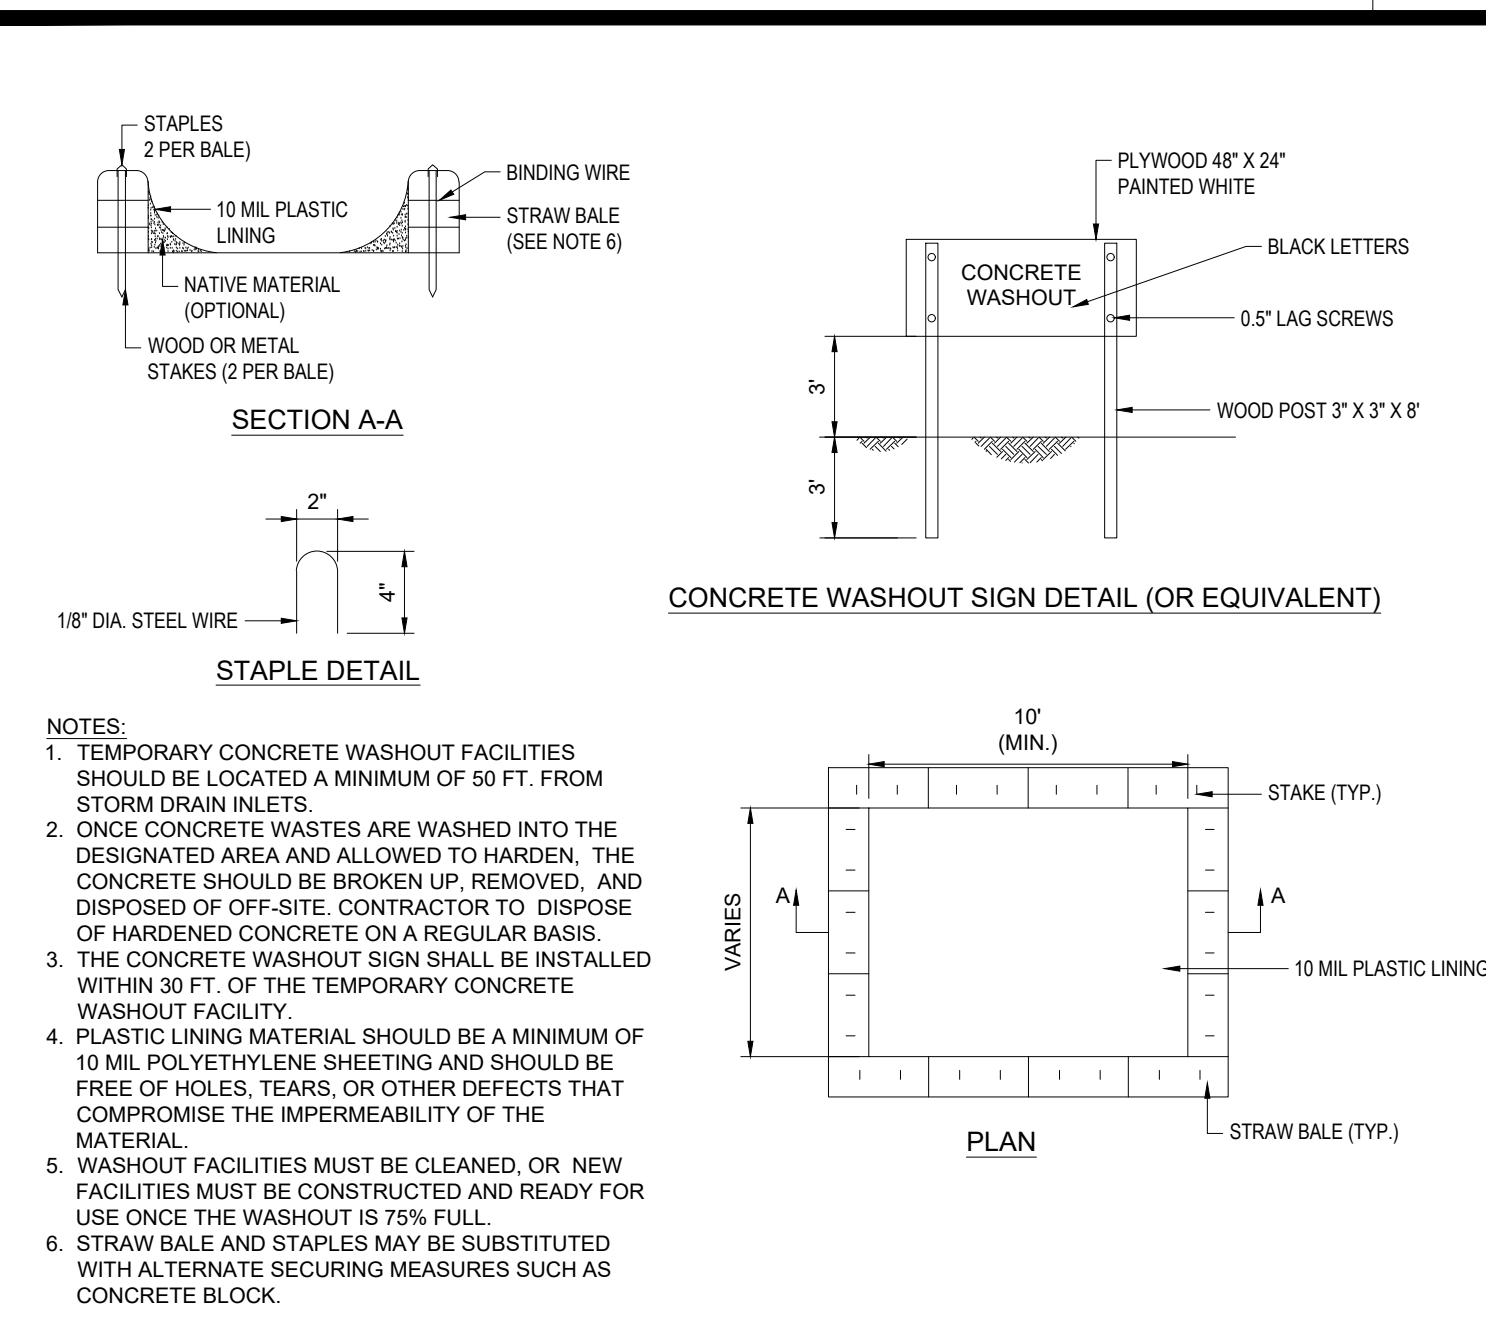 STAPLES
2 PER BALE)
BINDING WIRE
10 MIL PLASTIC
LINING
STRAW BALE
(SEE NOTE 6)
NATIVE MATERIAL
(OPTIONAL)
WOOD OR METAL
STAKES (2 PER BALE)
SECTION A-A
2"
4"
1/8" DIA. STEEL WIRE
STAPLE DETAIL
PLYWOOD 48" X 24"
PAINTED WHITE
BLACK LETTERS
CONCRETE
WASHOUT
0.5" LAG SCREWS
3'
WOOD POST 3" X 3" X 8'
3'
CONCRETE WASHOUT SIGN DETAIL (OR EQUIVALENT)
NOTES:
1. TEMPORARY CONCRETE WASHOUT FACILITIES
SHOULD BE LOCATED A MINIMUM OF 50 FT. FROM
STORM DRAIN INLETS.
2. ONCE CONCRETE WASTES ARE WASHED INTO THE
DESIGNATED AREA AND ALLOWED TO HARDEN, THE
CONCRETE SHOULD BE BROKEN UP, REMOVED, AND
DISPOSED OF OFF-SITE. CONTRACTOR TO DISPOSE
OF HARDENED CONCRETE ON A REGULAR BASIS.
3. THE CONCRETE WASHOUT SIGN SHALL BE INSTALLED
WITHIN 30 FT. OF THE TEMPORARY CONCRETE
WASHOUT FACILITY.
4. PLASTIC LINING MATERIAL SHOULD BE A MINIMUM OF
10 MIL POLYETHYLENE SHEETING AND SHOULD BE
FREE OF HOLES, TEARS, OR OTHER DEFECTS THAT
COMPROMISE THE IMPERMEABILITY OF THE
MATERIAL.
5. WASHOUT FACILITIES MUST BE CLEANED, OR NEW
FACILITIES MUST BE CONSTRUCTED AND READY FOR
USE ONCE THE WASHOUT IS 75% FULL.
6. STRAW BALE AND STAPLES MAY BE SUBSTITUTED
WITH ALTERNATE SECURING MEASURES SUCH AS
CONCRETE BLOCK.
10'
(MIN.)
STAKE (TYP.)
A
A
VARIES
10 MIL PLASTIC LINING
STRAW BALE (TYP.)
PLAN